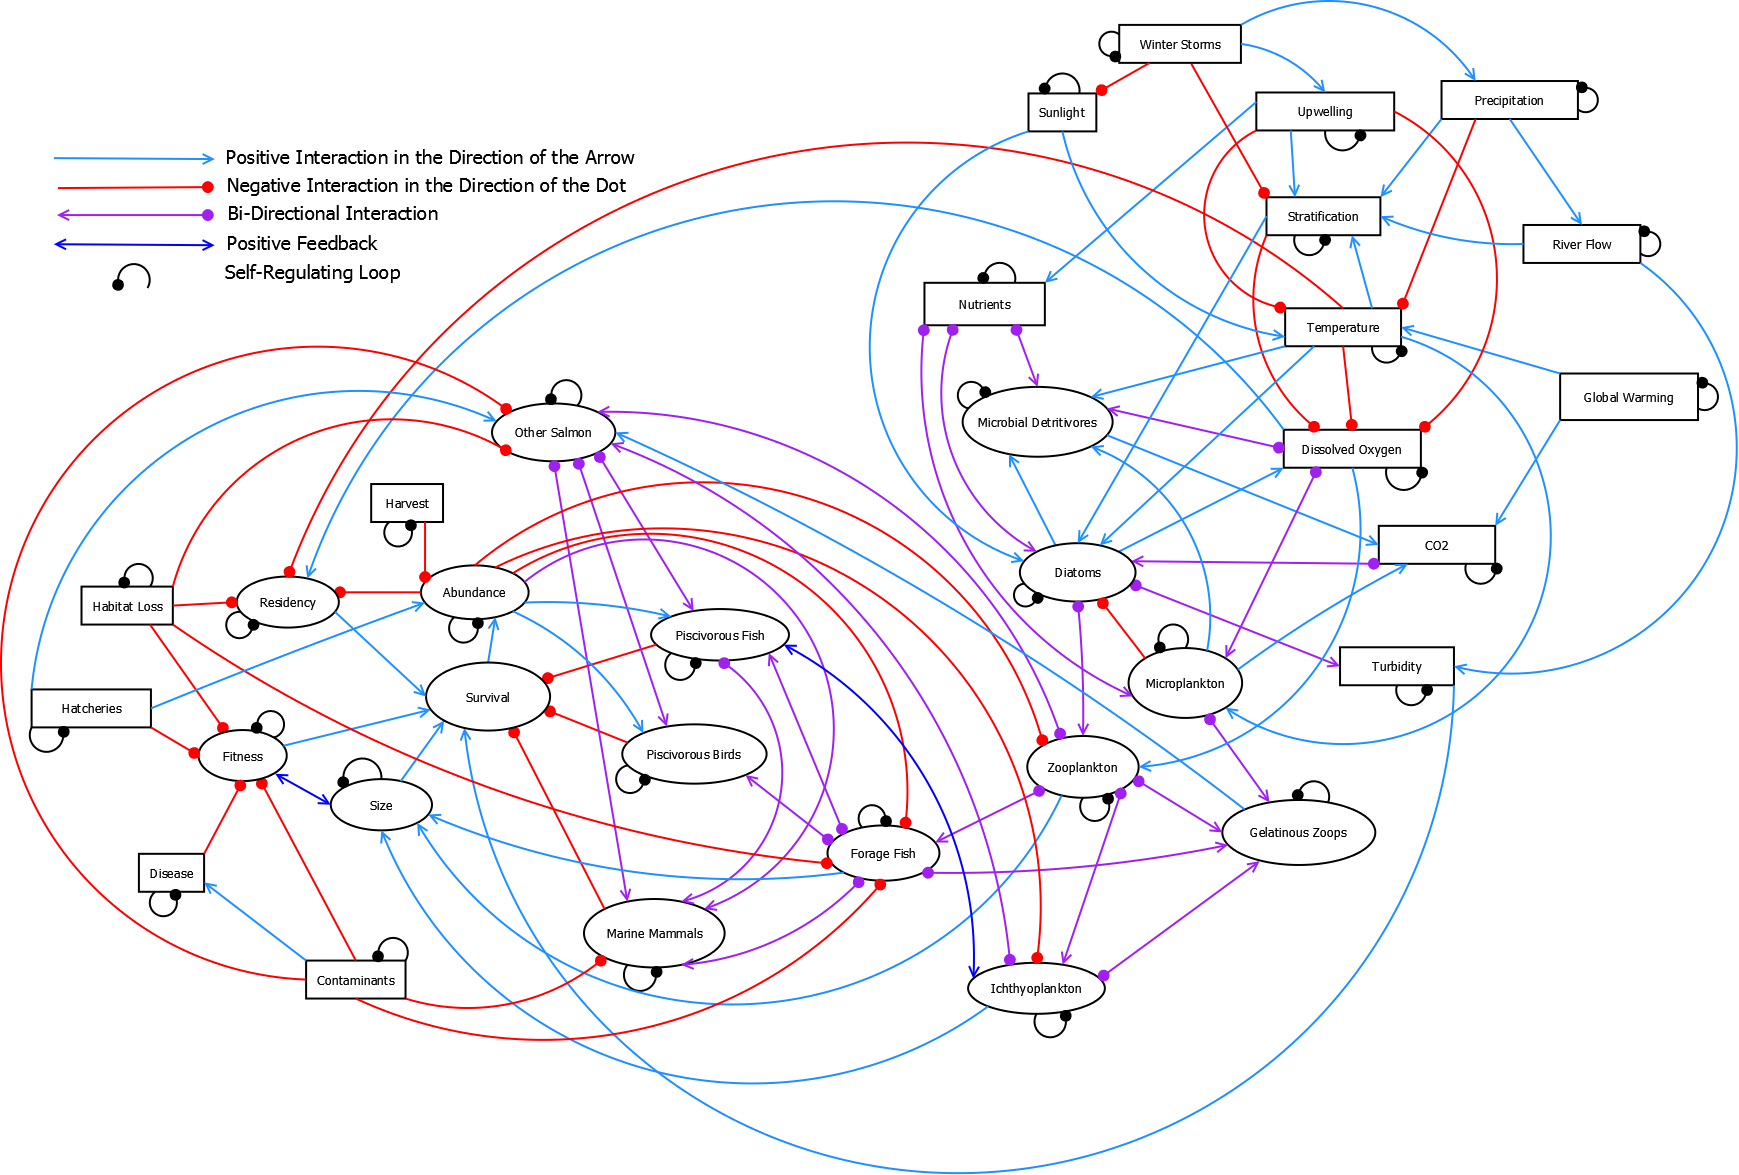 Winter Storms
Sunlight
Upwelling
Precipitation
Positive Interaction in the Direction of the Arrow
Negative Interaction in the Direction of the Dot
Bi-Directional Interaction
Positive Feedback
Self-Regulating Loop
Stratification
River Flow
Nutrients
Temperature
Global Warming
Other Salmon
Microbial Detritivores
Dissolved Oxygen
Harvest
CO2
Diatoms
Habitat Loss
Residency
Abundance
Piscivorous Fish
Turbidity
Microplankton
Survival
Hatcheries
Fitness
Piscivorous Birds
Zooplankton
Size
Gelatinous Zoops
Forage Fish
Disease
Marine Mammals
Contaminants
Ichthyoplankton